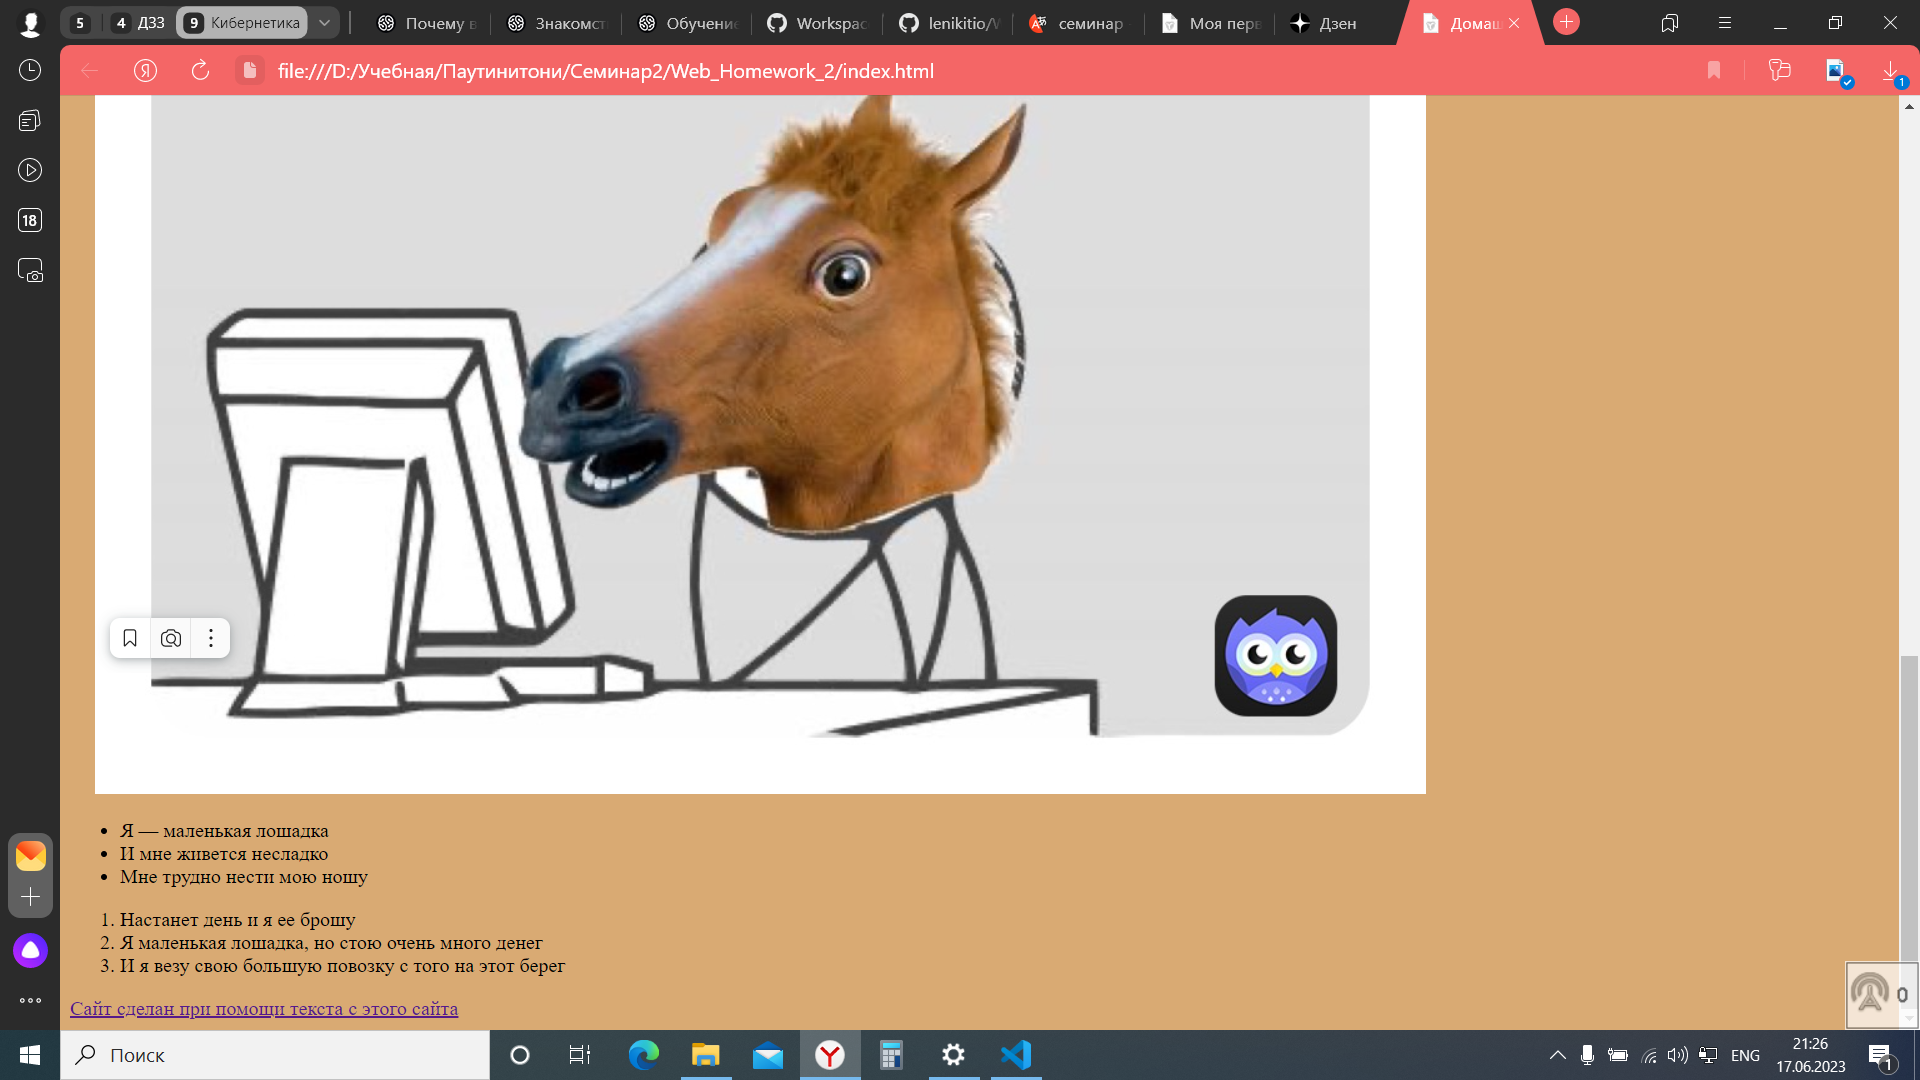 5
4 ДЗ3
9 Кибернетика
Почему в
Знакомст
Обучение
Workspac
lenikitio/W
семинар
Моя перв
Дзен
Домаш
file:///D:/Учебная/Паутинитони/Семинар2/Web_Homework_2/index.html
1
18
Я — маленькая лошадка
И мне живется несладко
Мне трудно нести мою ношу
1. Настанет день и я ее брошу
2. Я маленькая лошадка, но стою очень много денег
3. И я везу свою большую повозку с того на этот берег
Сайт сделан при помощи текста с этого сайта
0
Поиск
ENG
21:26
17.06.2023
1